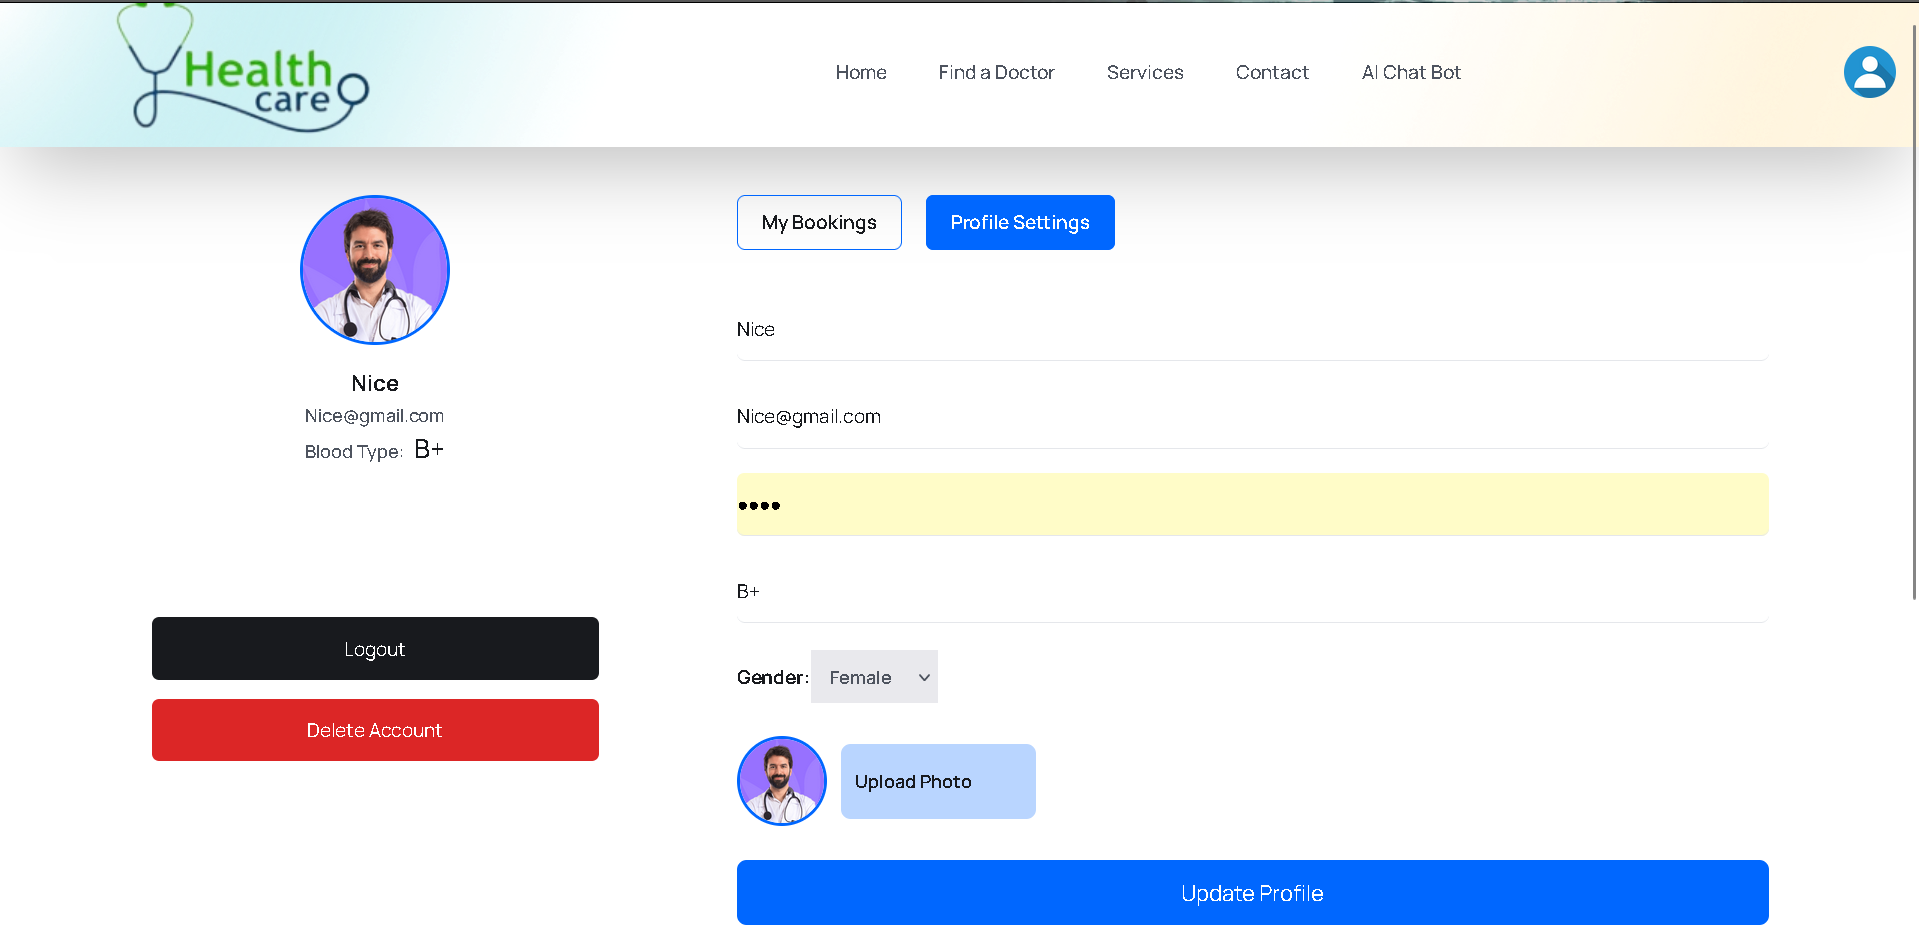 Health
care
Home Find a Doctor Services Contact AI Chat Bot
My Bookings Profile Settings
Nice
Nice@gmail.com
Blood Type: B+
Logout
Delete Account
Nice
Nice@gmail.com
••••
B+
Gender: Female
Upload Photo
Update Profile